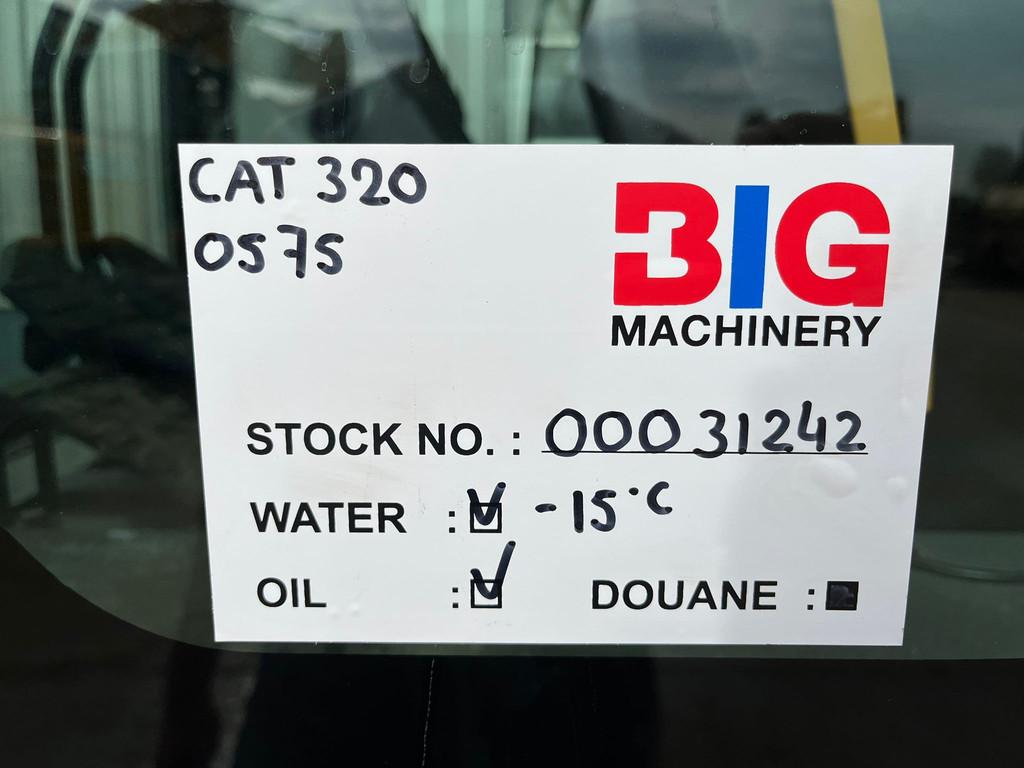 CAT 320
0575
BIG
MACHINERY
STOCK NO. : 00031242
WATER : ☑ -15°C
OIL : ☑ DOUANE : ■